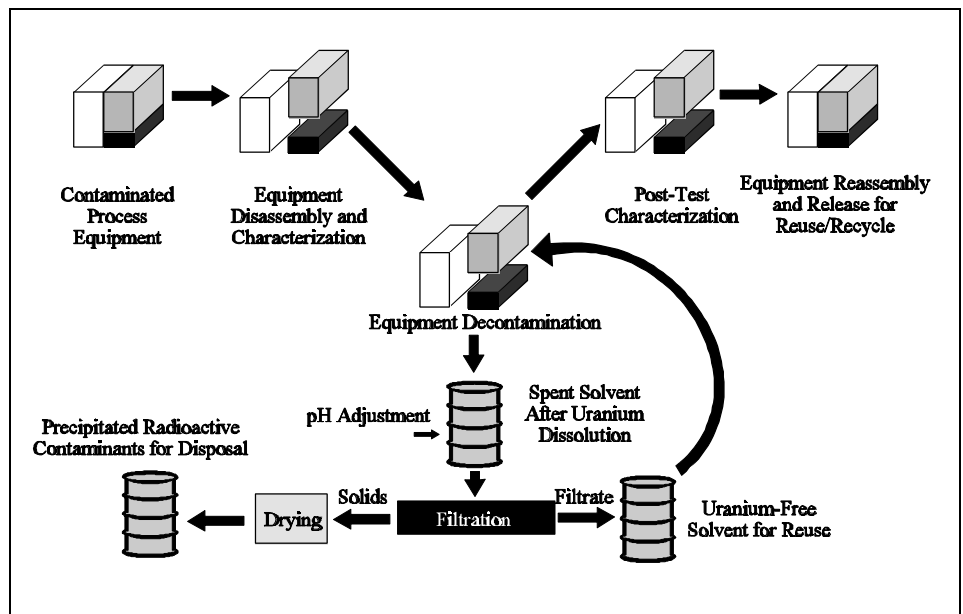 Contaminated
Process
Equipment
Equipment
Disassembly and
Characterization
Post-Test
Characterization
Equipment Reassembly
and Release for
Reuse/Recycle
Equipment Decontamination
pH Adjustment
Spent Solvent
After Uranium
Dissolution
Precipitated Radioactive
Contaminants for Disposal
Drying
Solids
Filtration
Filtrate
Uranium-Free
Solvent for Reuse